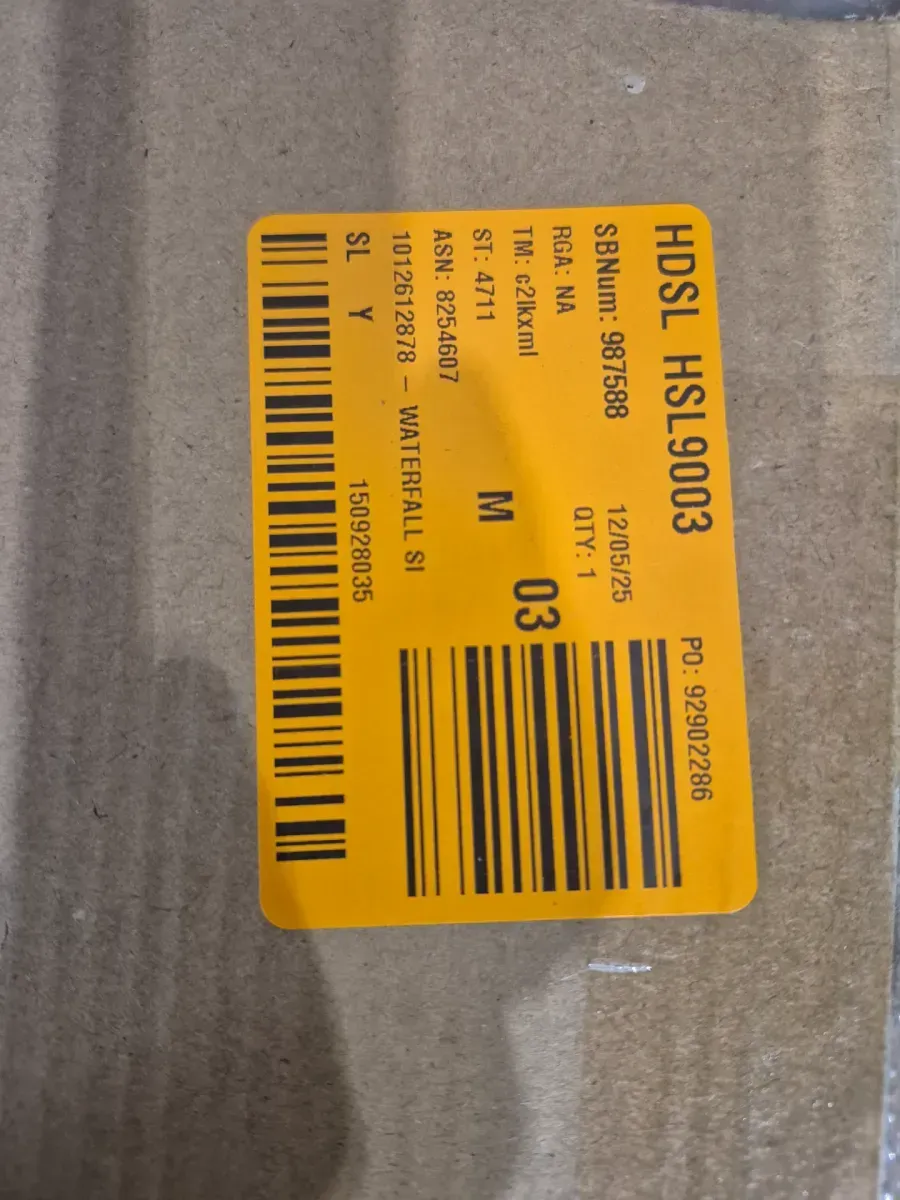 HDSL HSL9003
PO: 92902286
SBNum: 987588
12/05/25
RGA: NA
QTY: 1
TM: c2lkxml
03
ST: 4711
M
ASN: 8254607
1012612878 - WATERFALL SI
SL Y
150928035